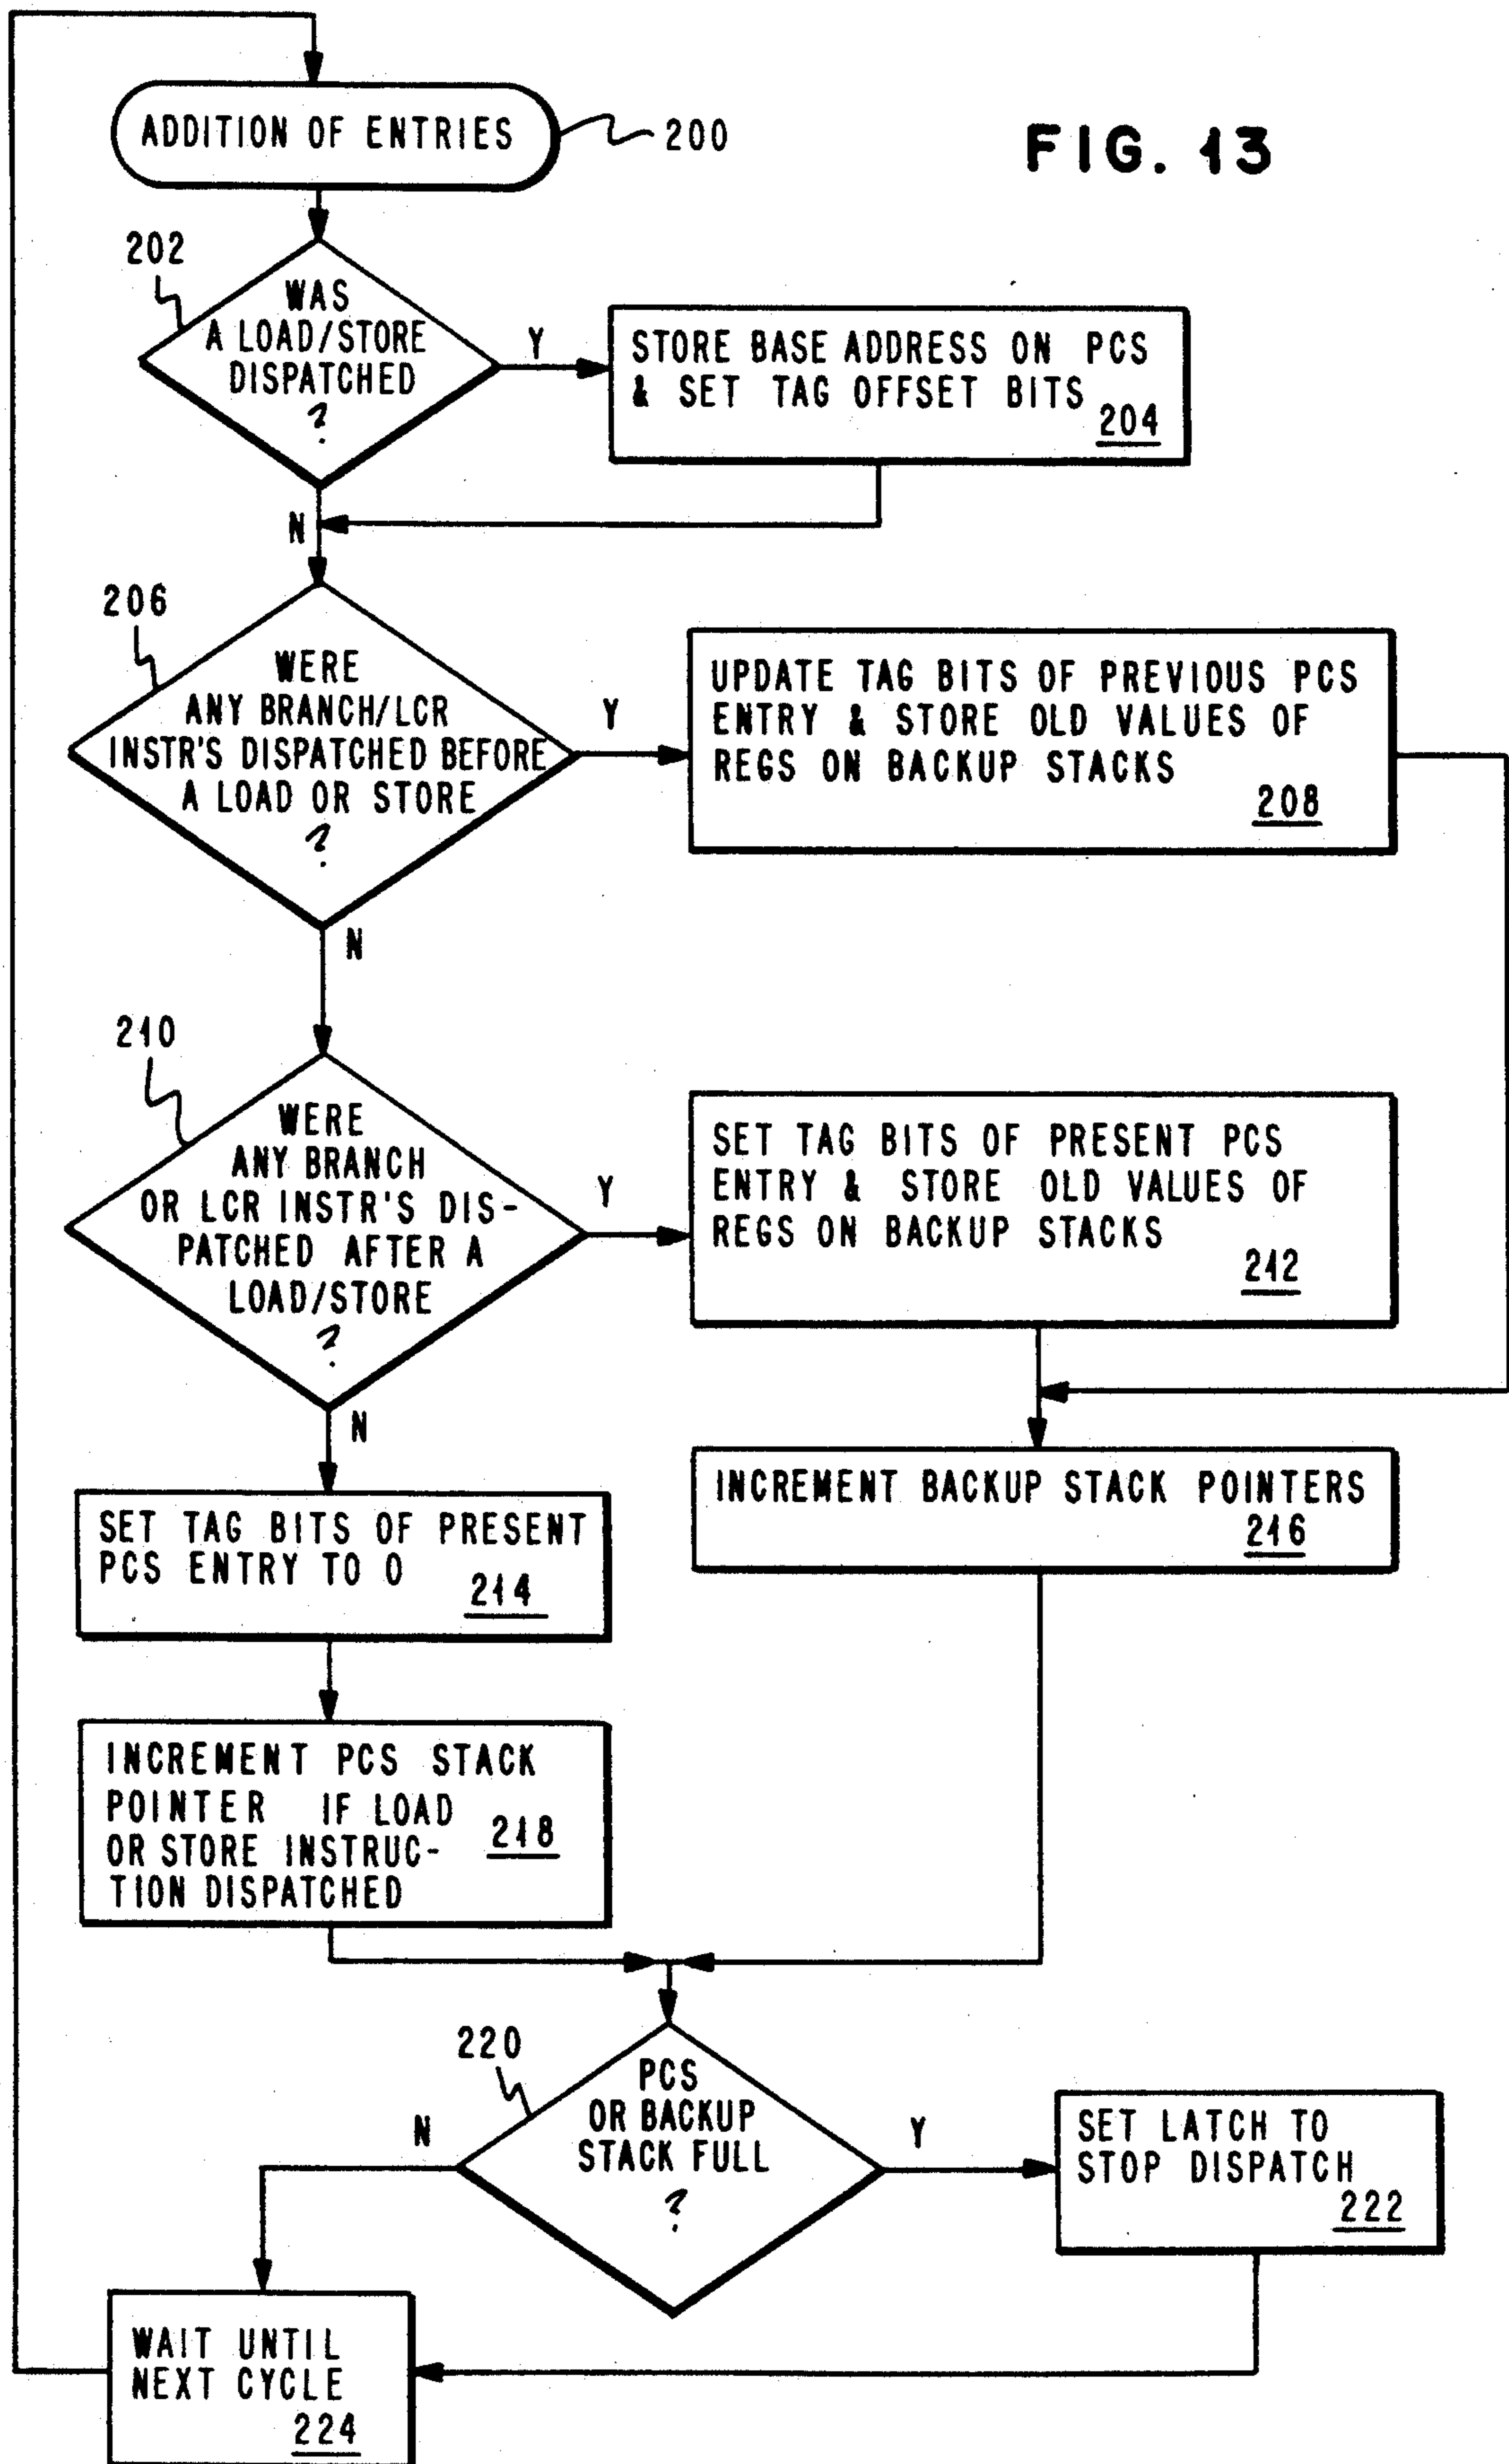 ADDITION OF ENTRIES
200
FIG. 13
202
WAS
A LOAD/STORE
DISPATCHED
?
Y
STORE BASE ADDRESS ON PCS
& SET TAG OFFSET BITS
204
N
206
WERE
ANY BRANCH/LCR
INSTR'S DISPATCHED BEFORE
A LOAD OR STORE
?
Y
UPDATE TAG BITS OF PREVIOUS PCS
ENTRY & STORE OLD VALUES OF
REGS ON BACKUP STACKS
208
N
210
WERE
ANY BRANCH
OR LCR INSTR'S DIS-
PATCHED AFTER A
LOAD/STORE
?
Y
SET TAG BITS OF PRESENT PCS
ENTRY & STORE OLD VALUES OF
REGS ON BACKUP STACKS
212
N
INCREMENT BACKUP STACK POINTERS
216
SET TAG BITS OF PRESENT
PCS ENTRY TO 0
214
INCREMENT PCS STACK
POINTER IF LOAD
OR STORE INSTRUC-
TION DISPATCHED
218
220
PCS
OR BACKUP
STACK FULL
?
N
Y
SET LATCH TO
STOP DISPATCH
222
WAIT UNTIL
NEXT CYCLE
224